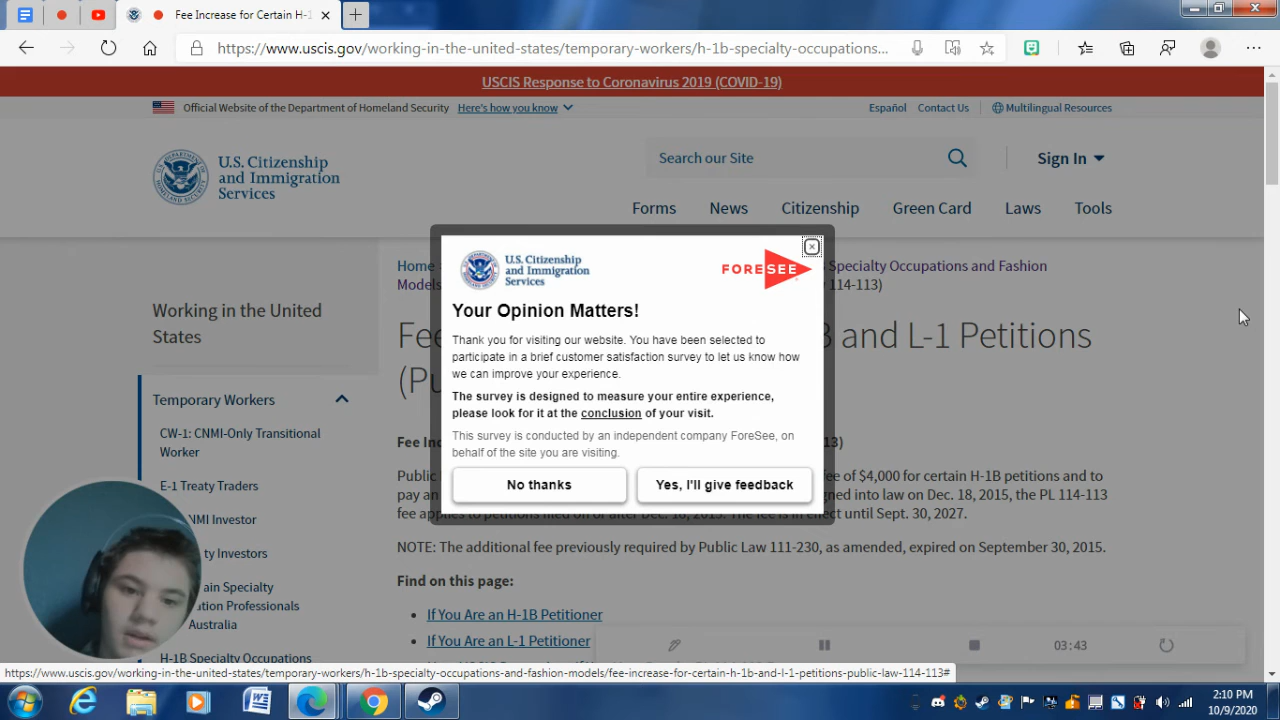 Fee Increase for Certain H-1
https://www.uscis.gov/working-in-the-united-states/temporary-workers/h-1b-specialty-occupations...
USCIS Response to Coronavirus 2019 (COVID-19)
Official Website of the Department of Homeland Security Here's how you know
Español Contact Us Multilingual Resources
U.S. Citizenship
and Immigration
Services
Search our Site
Sign In
Forms News Citizenship Green Card Laws Tools
Home
Specialty Occupations and Fashion
Models
114-113)
Working in the United
States
Fee
B and L-1 Petitions
Temporary Workers
CW-1: CNMI-Only Transitional
Worker
E-1 Treaty Traders
NMI Investor
ty Investors
ain Specialty
tion Professionals
Australia
H-1B Specialty Occupations
U.S. Citizenship
and Immigration
Services
FORESEE
Your Opinion Matters!
Thank you for visiting our website. You have been selected to
participate in a brief customer satisfaction survey to let us know how
we can improve your experience.
The survey is designed to measure your entire experience,
please look for it at the conclusion of your visit.
This survey is conducted by an independent company ForeSee, on
behalf of the site you are visiting.
No thanks
Yes, I'll give feedback
Fee Inc
13)
Public
fee of $4,000 for certain H-1B petitions and to
pay an
igned into law on Dec. 18, 2015, the PL 114-113
fee applies to petitions filed on or after Dec. 18, 2015. The fee is in effect until Sept. 30, 2027.
NOTE: The additional fee previously required by Public Law 111-230, as amended, expired on September 30, 2015.
Find on this page:
If You Are an H-1B Petitioner
If You Are an L-1 Petitioner
03:43
https://www.uscis.gov/working-in-the-united-states/temporary-workers/h-1b-specialty-occupations-and-fashion-models/fee-increase-for-certain-h-1b-and-l-1-petitions-public-law-114-113#
2:10 PM
10/9/2020